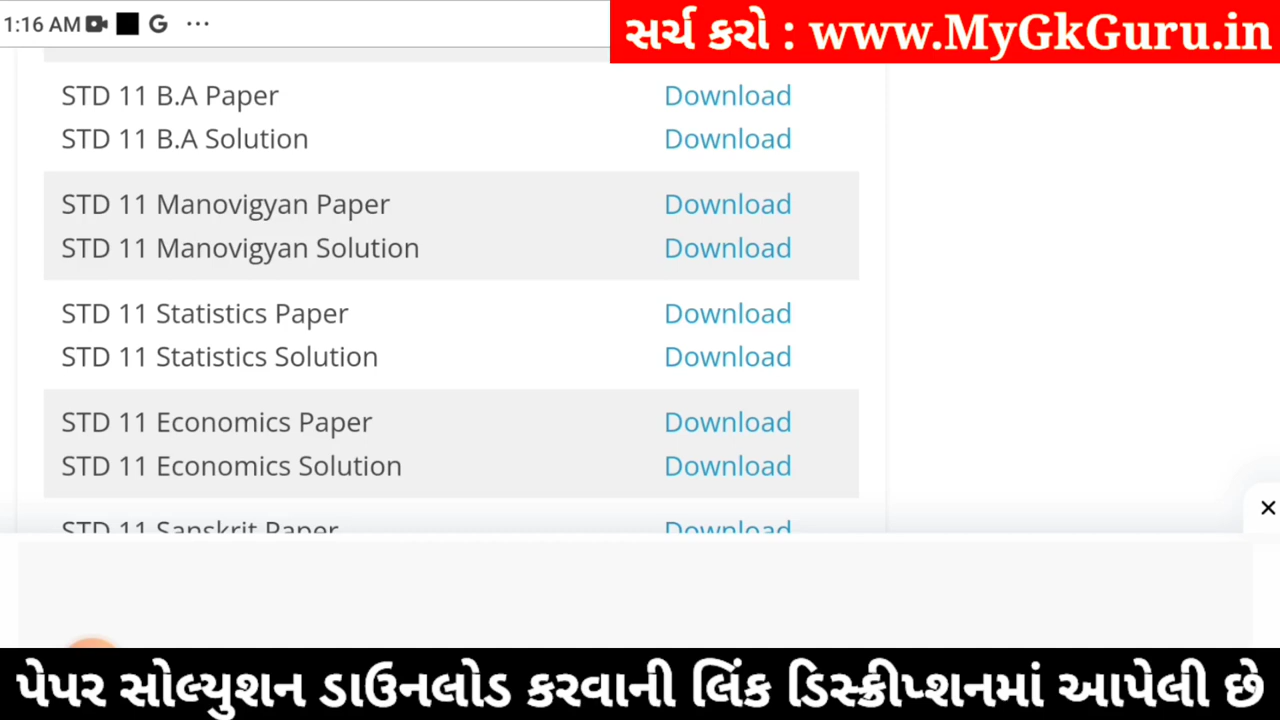 1:16 AM G ...
સર્ચ કરો : www.MyGkGuru.in
STD 11 B.A Paper Download
STD 11 B.A Solution Download
STD 11 Manovigyan Paper Download
STD 11 Manovigyan Solution Download
STD 11 Statistics Paper Download
STD 11 Statistics Solution Download
STD 11 Economics Paper Download
STD 11 Economics Solution Download
STD 11 Sanskrit Paper Download
પેપર સોલ્યુશન ડાઉનલોડ કરવાની લિંક ડિસ્ક્રીપ્શનમાં આપેલી છે